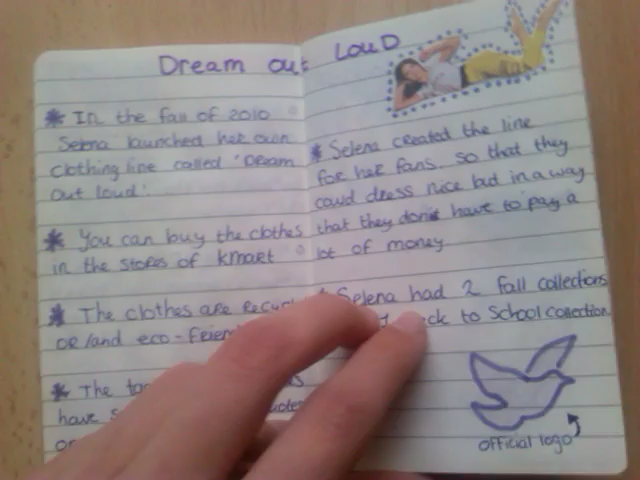 Dream out Loud
* In the fall of 2010
Selena launched her own
clothing line called 'Dream
Out loud'
* You can buy the clothes
in the stores of kmart
* The clothes are
or/and eco-
* The
have
* Selena created the line
for her fans. so that they
could dress nice but in a way
that they don't have to pay a
lot of money
Selena had 2 fall collections
to School collection.
official logo